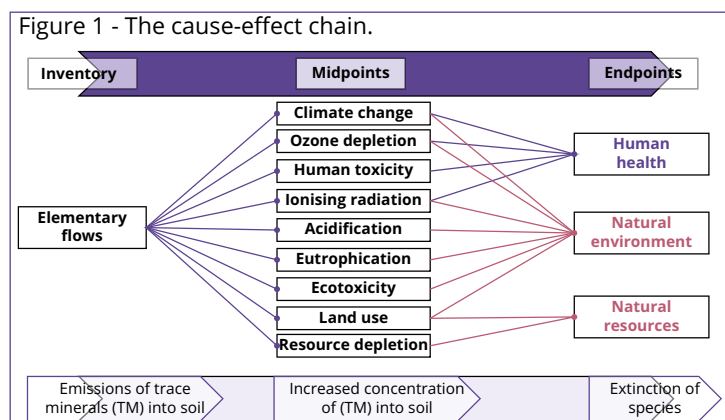 Figure 1 - The cause-effect chain.
Inventory
Midpoints
Endpoints
Climate change
Ozone depletion
Human toxicity
Ionising radiation
Acidification
Eutrophication
Ecotoxicity
Land use
Resource depletion
Elementary
flows
Human
health
Natural
environment
Natural
resources
Emissions of trace
minerals (TM) into soil
Increased concentration
of (TM) into soil
Extinction of
species